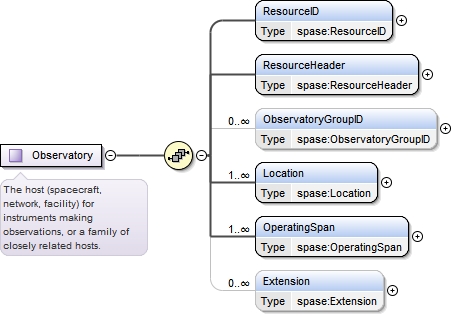 ResourceID
Type spase:ResourceID
ResourceHeader
Type spase:ResourceHeader
0..∞ ObservatoryGroupID
Type spase:ObservatoryGroupID
Observatory
The host (spacecraft,
network, facility) for
instruments making
observations, or a family of
closely related hosts.
1..∞ Location
Type spase:Location
1..∞ OperatingSpan
Type spase:OperatingSpan
0..∞ Extension
Type spase:Extension